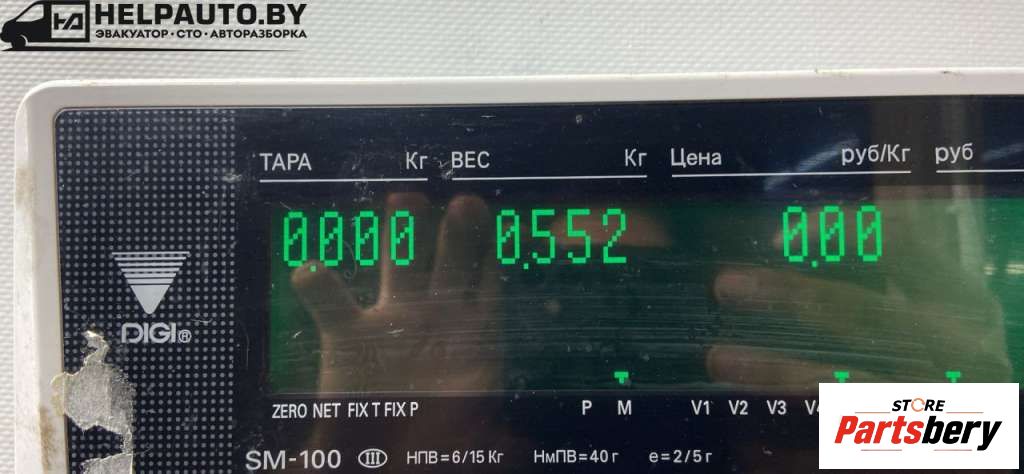 HELPAUTO.BY
ЭВАКУАТОР · СТО · АВТОРАЗБОРКА
ТАРА Кг ВЕС Кг Цена руб/Кг руб
0.000 0.552 0.00
DIGI®
ZERO NET FIX T FIX P P M V1 V2 V3
SM-100 III НПВ=6/15 Кг НмПВ=40 г e=2/5 г
STORE
Partsbery